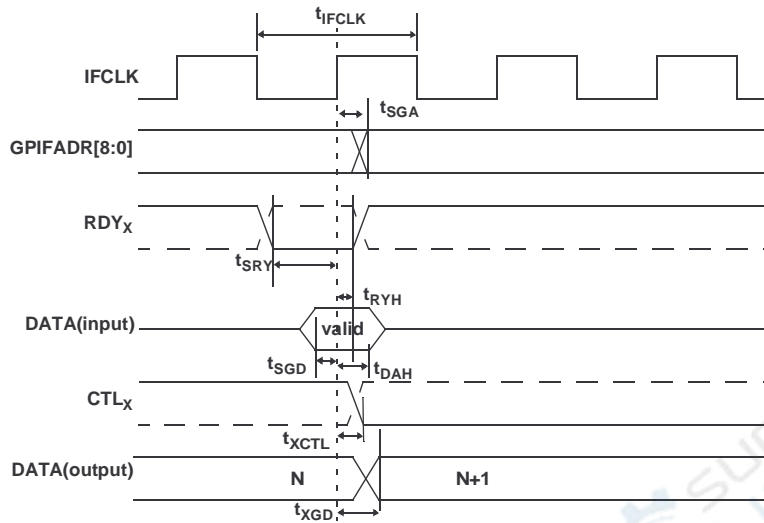 tIFCLK
IFCLK
tSGA
GPIFADR[8:0]
RDYX
tSRY
tRYH
DATA(input)
valid
tSGD
tDAH
CTLX
tXCTL
DATA(output)
N
N+1
tXGD